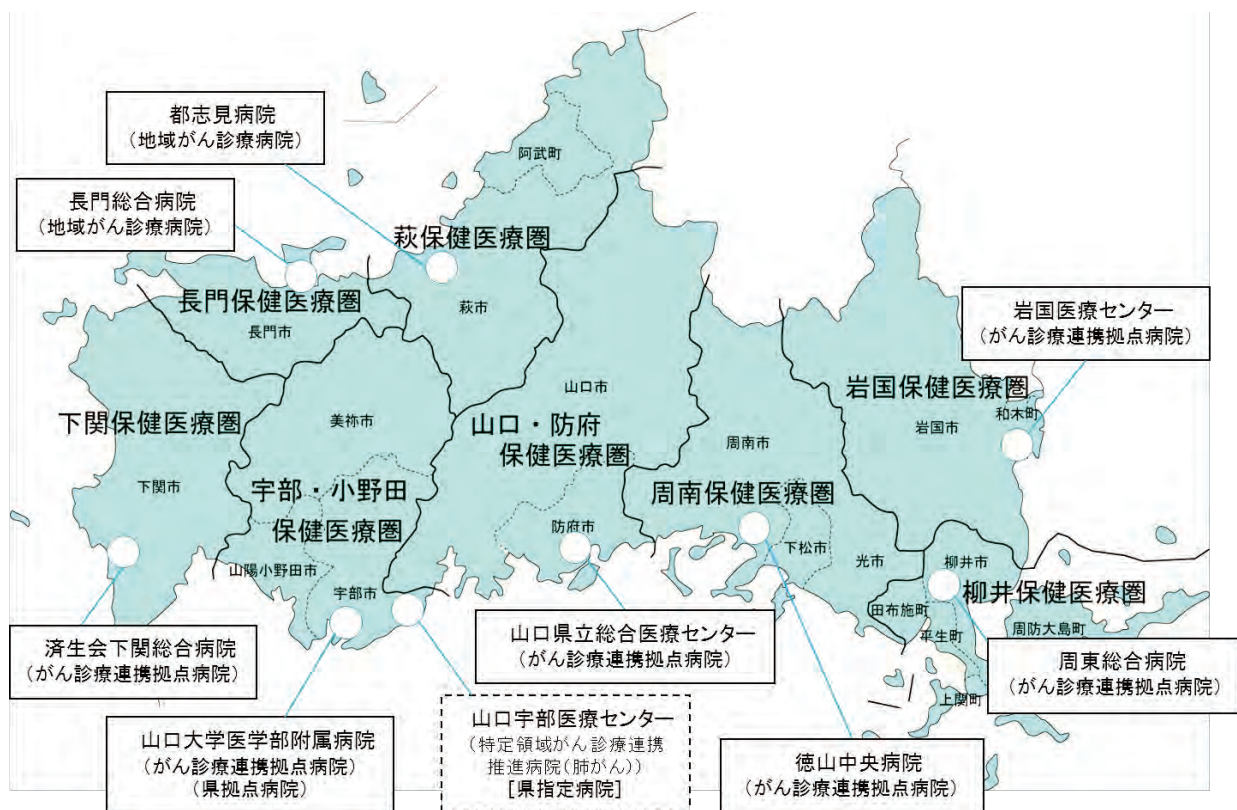 都志見病院
(地域がん診療病院)
長門総合病院
(地域がん診療病院)
阿武町
萩保健医療圏
萩市
長門保健医療圏
長門市
岩国医療センター
(がん診療連携拠点病院)
岩国保健医療圏
和木町
岩国市
山口市
美祢市
下関保健医療圏
下関市
山口・防府
保健医療圏
周南市
周南保健医療圏
宇部・小野田
保健医療圏
防府市
下松市
光市
柳井市
柳井保健医療圏
山陽小野田市
宇部市
田布施町
平生町
周防大島町
上関町
済生会下関総合病院
(がん診療連携拠点病院)
山口県立総合医療センター
(がん診療連携拠点病院)
周東総合病院
(がん診療連携拠点病院)
山口大学医学部附属病院
(がん診療連携拠点病院)
(県拠点病院)
山口宇部医療センター
(特定領域がん診療連携
推進病院(肺がん))
[県指定病院]
徳山中央病院
(がん診療連携拠点病院)